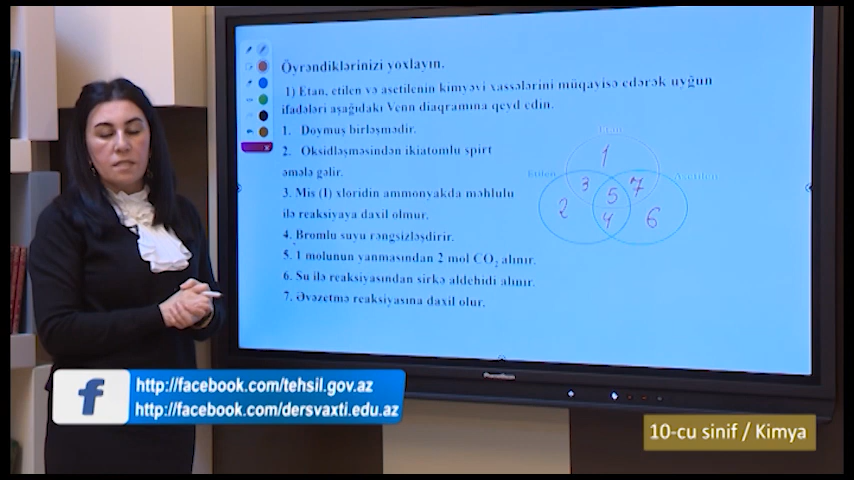 Öyrəndiklərinizi yoxlayın.
1) Etan, etilen və asetilenin kimyəvi xassələrini müqayisə edərək uyğun
ifadələri aşağıdakı Venn diaqramına qeyd edin.
1. Doymuş birləşmədir.
2. Oksidləşməsindən ikiatomlu spirt
əmələ gəlir.
3. Mis (I) xloridin ammonyakda məhlulu
ilə reaksiyaya daxil olmur.
4. Bromlu suyu rəngsizləşdirir.
5. 1 molunun yanmasından 2 mol CO₂ alınır.
6. Su ilə reaksiyasından sirkə aldehidi alınır.
7. Əvəzetmə reaksiyasına daxil olur.
Etan
Etilen
Asetilen
1
3
5
7
2
4
6
Promethean
http://facebook.com/tehsil.gov.az
http://facebook.com/dersvaxti.edu.az
10-cu sinif / Kimya